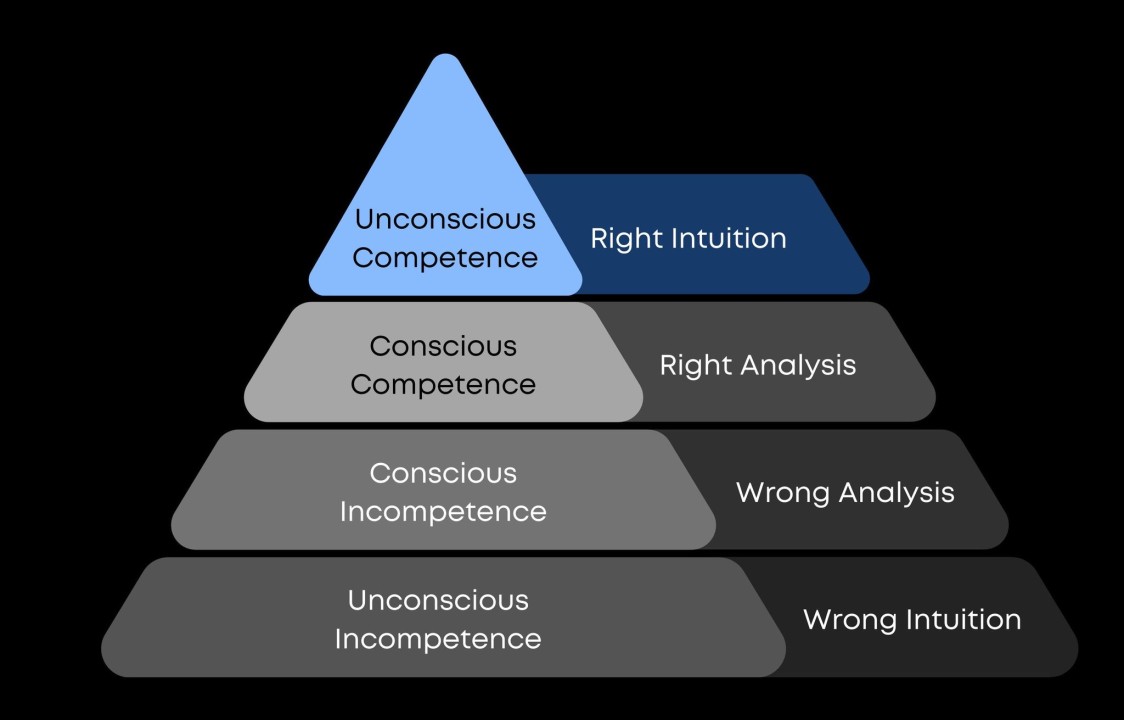 Unconscious
Competence
Right Intuition
Conscious
Competence
Right Analysis
Conscious
Incompetence
Wrong Analysis
Unconscious
Incompetence
Wrong Intuition